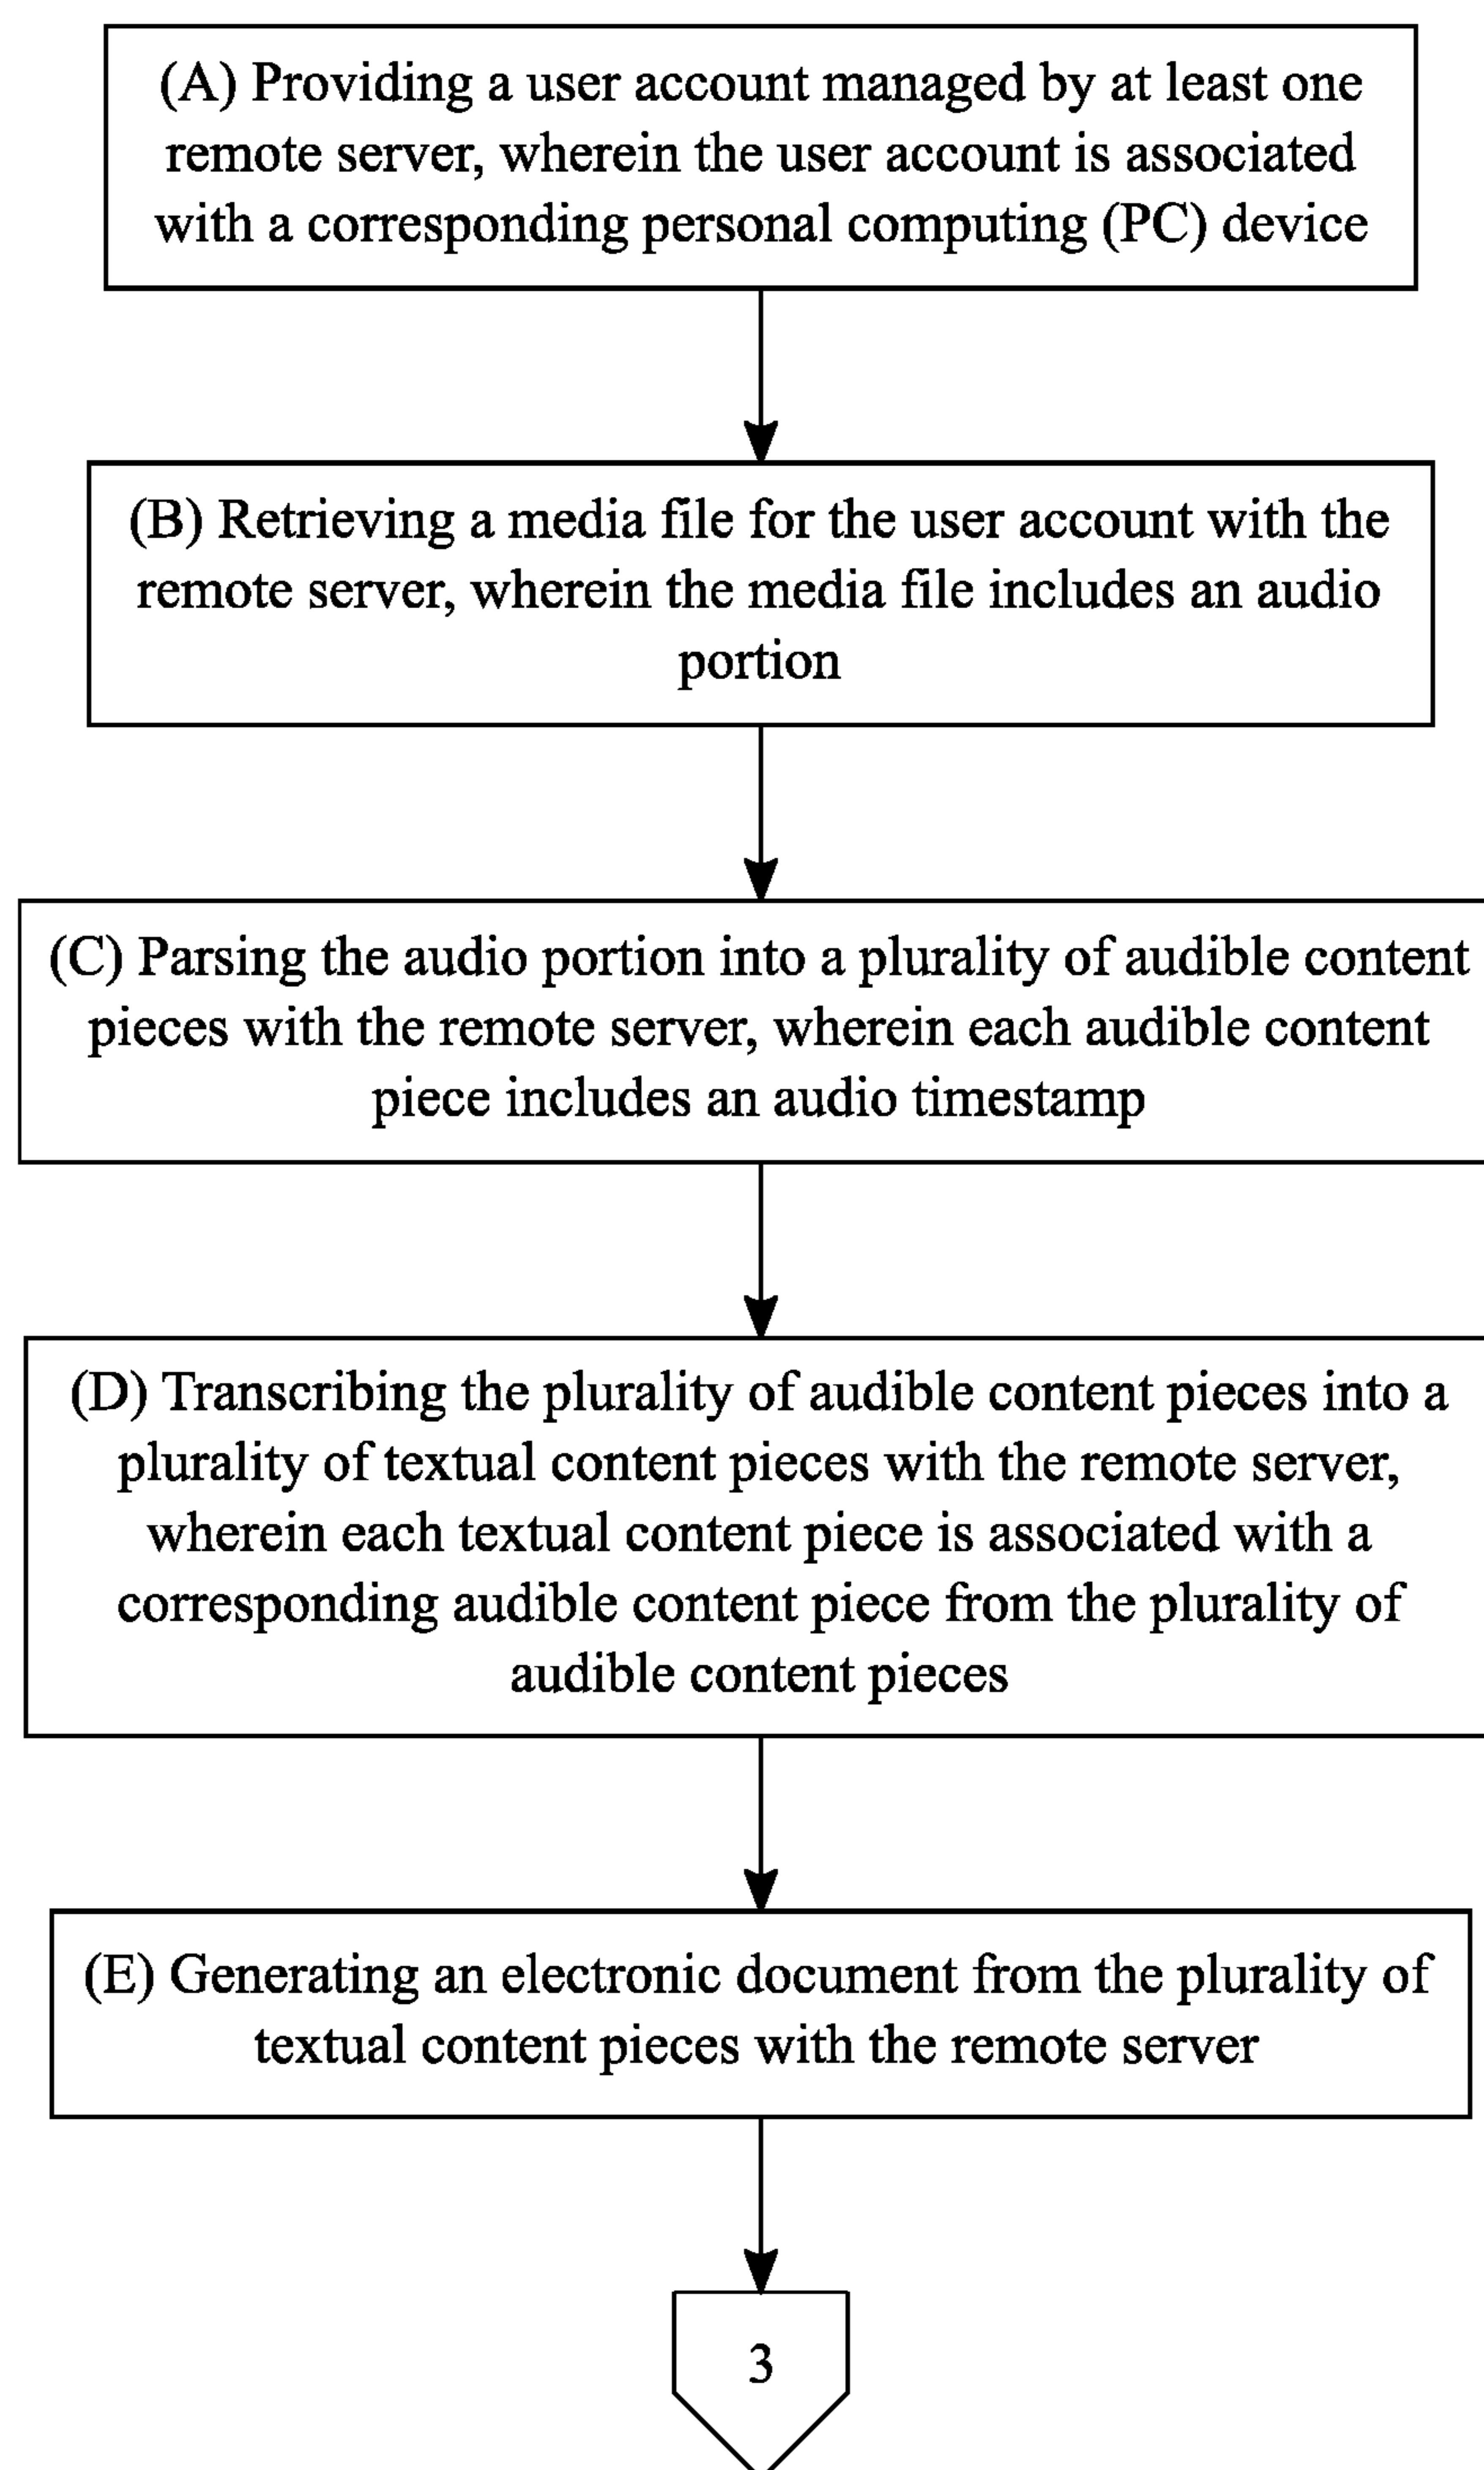 (A) Providing a user account managed by at least one
remote server, wherein the user account is associated
with a corresponding personal computing (PC) device
(B) Retrieving a media file for the user account with the
remote server, wherein the media file includes an audio
portion
(C) Parsing the audio portion into a plurality of audible content
pieces with the remote server, wherein each audible content
piece includes an audio timestamp
(D) Transcribing the plurality of audible content pieces into a
plurality of textual content pieces with the remote server,
wherein each textual content piece is associated with a
corresponding audible content piece from the plurality of
audible content pieces
(E) Generating an electronic document from the plurality of
textual content pieces with the remote server
3